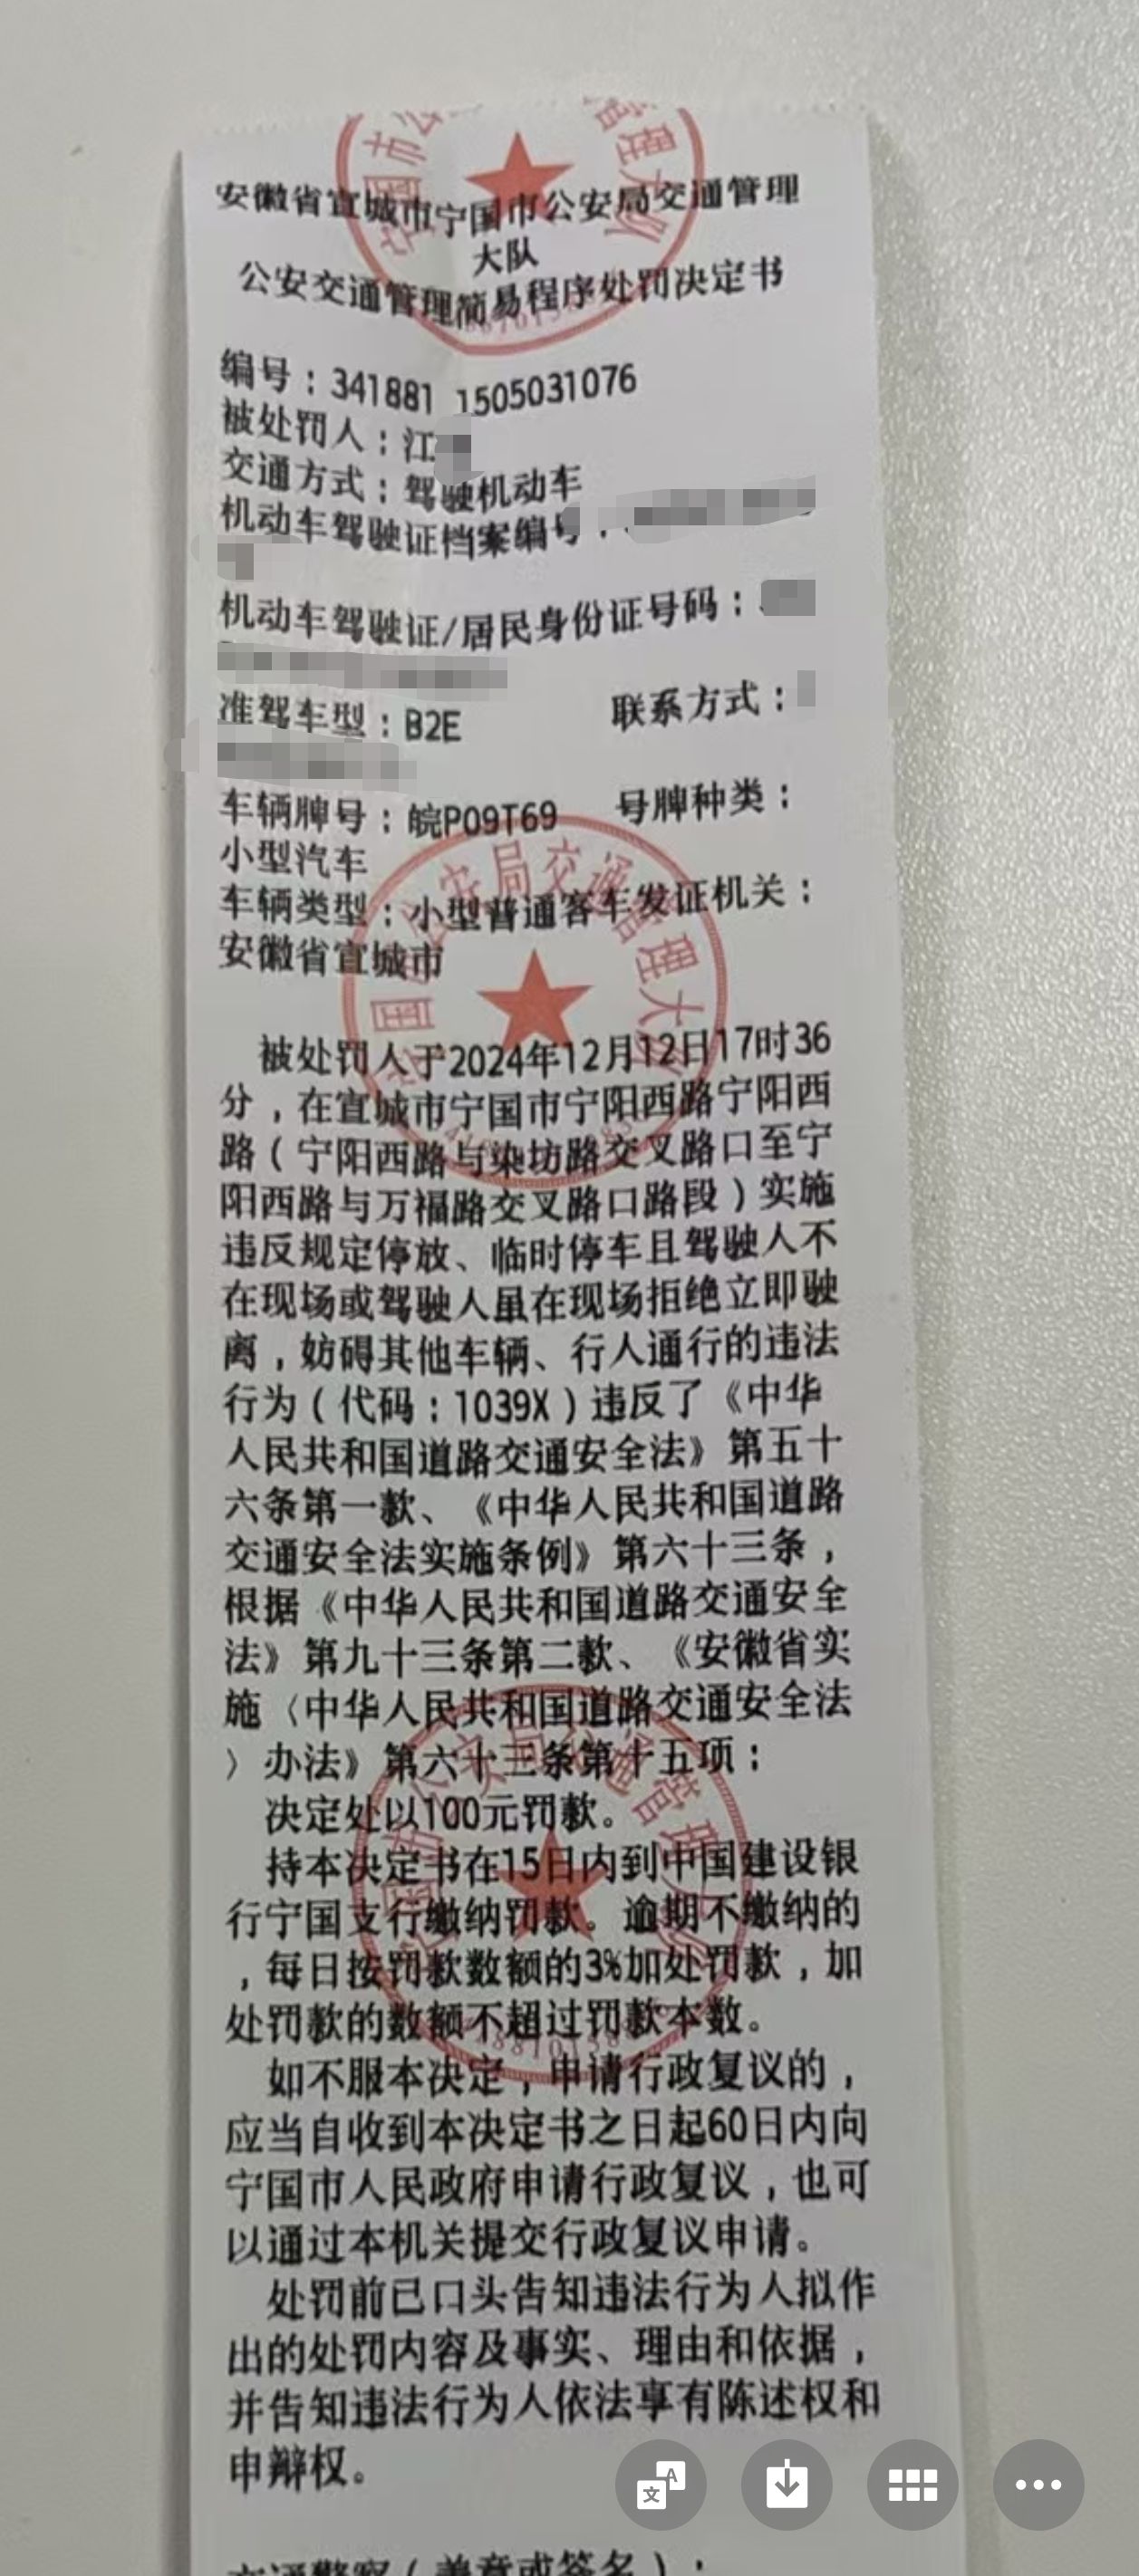 安徽省宣城市宁国市公安局交通管理
大队
公安交通管理简易程序处罚决定书
编号：341881 1505031076
被处罚人：江
交通方式：驾驶机动车
机动车驾驶证档案编号：
机动车驾驶证/居民身份证号码：
准驾车型：B2E 联系方式：
车辆牌号：皖P09T69 号牌种类：
小型汽车
车辆类型：小型普通客车发证机关：
安徽省宣城市
被处罚人于2024年12月12日17时36
分，在宣城市宁国市宁阳西路宁阳西
路（宁阳西路与染坊路交叉路口至宁
阳西路与万福路交叉路口路段）实施
违反规定停放、临时停车且驾驶人不
在现场或驾驶人虽在现场拒绝立即驶
离，妨碍其他车辆、行人通行的违法
行为（代码：1039X）违反了《中华
人民共和国道路交通安全法》第五十
六条第一款、《中华人民共和国道路
交通安全法实施条例》第六十三条，
根据《中华人民共和国道路交通安全
法》第九十三条第二款、《安徽省实
施〈中华人民共和国道路交通安全法
〉办法》第六十三条第十五项：
决定处以100元罚款。
持本决定书在15日内到中国建设银
行宁国支行缴纳罚款。逾期不缴纳的
，每日按罚款数额的3%加处罚款，加
处罚款的数额不超过罚款本数。
如不服本决定，申请行政复议的，
应当自收到本决定书之日起60日内向
宁国市人民政府申请行政复议，也可
以通过本机关提交行政复议申请。
处罚前已口头告知违法行为人拟作
出的处罚内容及事实、理由和依据，
并告知违法行为人依法享有陈述权和
申辩权。
交通警察（盖章或签名）：